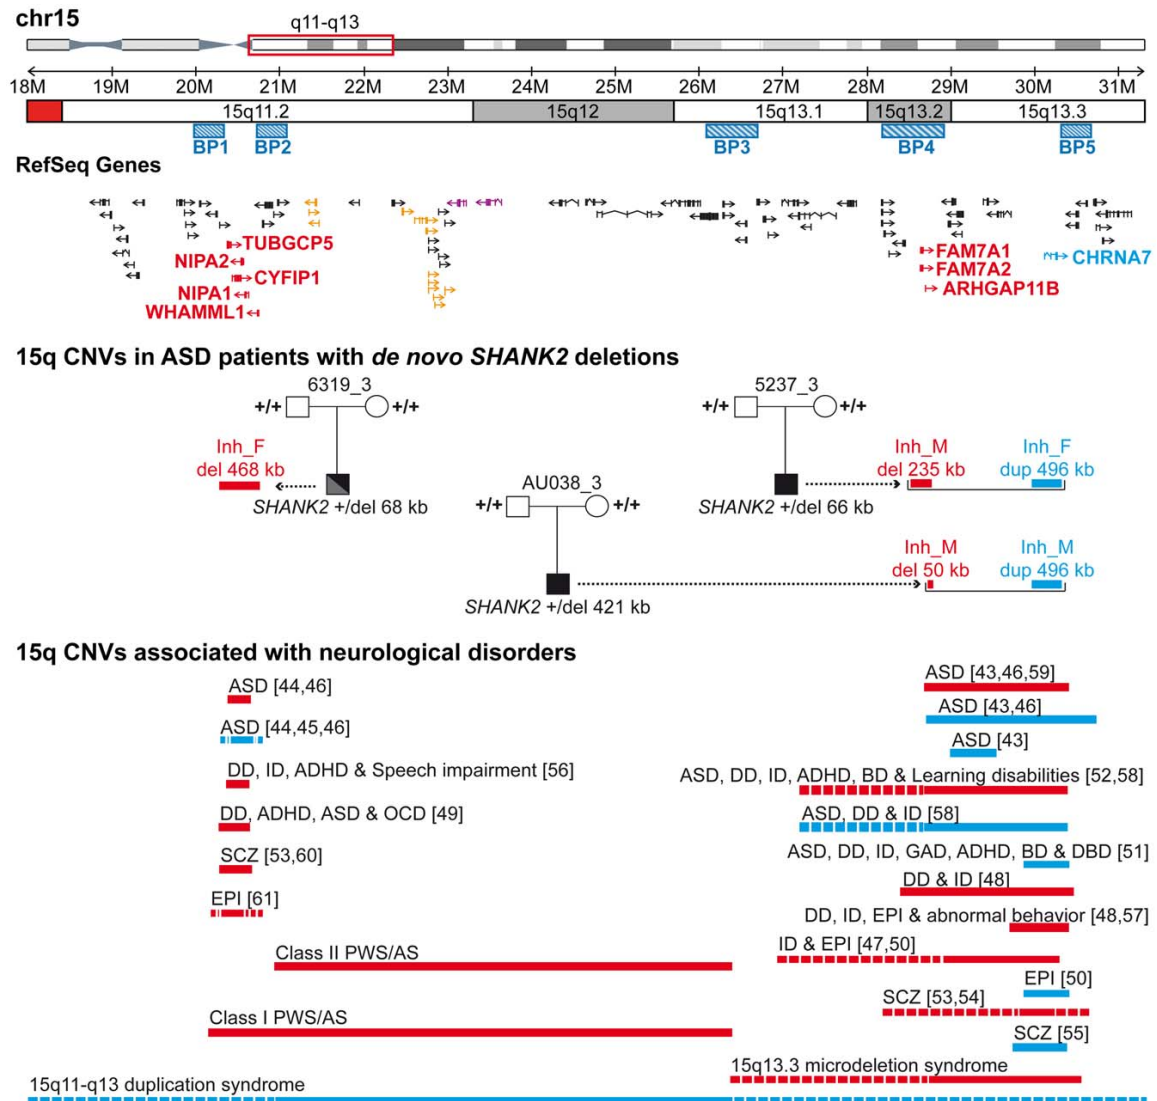 chr15
q11-q13
18M 19M 20M 21M 22M 23M 24M 25M 26M 27M 28M 29M 30M 31M
15q11.2 15q12 15q13.1 15q13.2 15q13.3
BP1 BP2 BP3 BP4 BP5
RefSeq Genes
TUBGCP5 FAM7A1 CHRNA7
NIPA2 FAM7A2
CYFIP1 ARHGAP11B
NIPA1
WHAMML1
15q CNVs in ASD patients with de novo SHANK2 deletions
6319_3 5237_3
+/+ +/+ +/+ +/+
Inh_F Inh_M Inh_F
del 468 kb del 235 kb dup 496 kb
AU038_3
SHANK2 +/del 68 kb +/+ +/+ SHANK2 +/del 66 kb
Inh_M Inh_M
del 50 kb dup 496 kb
SHANK2 +/del 421 kb
15q CNVs associated with neurological disorders
ASD [43,46,59]
ASD [44,46]
ASD [43,46]
ASD [44,45,46]
ASD [43]
DD, ID, ADHD & Speech impairment [56]
ASD, DD, ID, ADHD, BD & Learning disabilities [52,58]
DD, ADHD, ASD & OCD [49]
ASD, DD & ID [58]
SCZ [53,60]
ASD, DD, ID, GAD, ADHD, BD & DBD [51]
DD & ID [48]
EPI [61]
DD, ID, EPI & abnormal behavior [48,57]
ID & EPI [47,50]
Class II PWS/AS
EPI [50]
SCZ [53,54]
Class I PWS/AS
SCZ [55]
15q13.3 microdeletion syndrome
15q11-q13 duplication syndrome